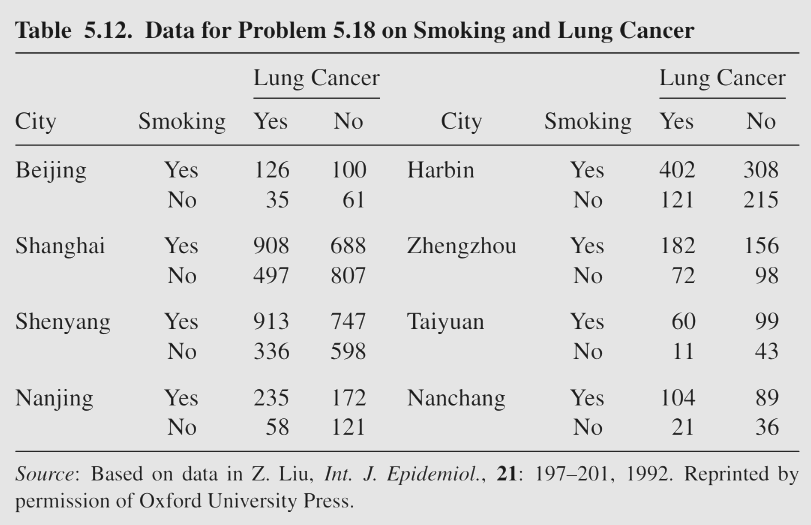 Table 5.12. Data for Problem 5.18 on Smoking and Lung Cancer
Lung Cancer Lung Cancer
City Smoking Yes No City Smoking Yes No
Beijing Yes 126 100 Harbin Yes 402 308
No 35 61 No 121 215
Shanghai Yes 908 688 Zhengzhou Yes 182 156
No 497 807 No 72 98
Shenyang Yes 913 747 Taiyuan Yes 60 99
No 336 598 No 11 43
Nanjing Yes 235 172 Nanchang Yes 104 89
No 58 121 No 21 36
Source: Based on data in Z. Liu, Int. J. Epidemiol., 21: 197–201, 1992. Reprinted by
permission of Oxford University Press.